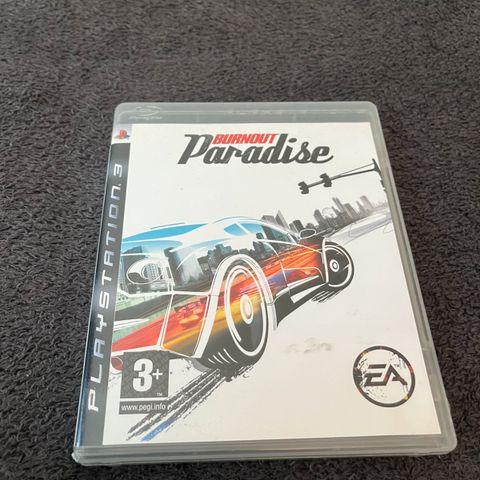 BURNOUT
Paradise
PLAYSTATION 3
3+
www.pegi.info
EA